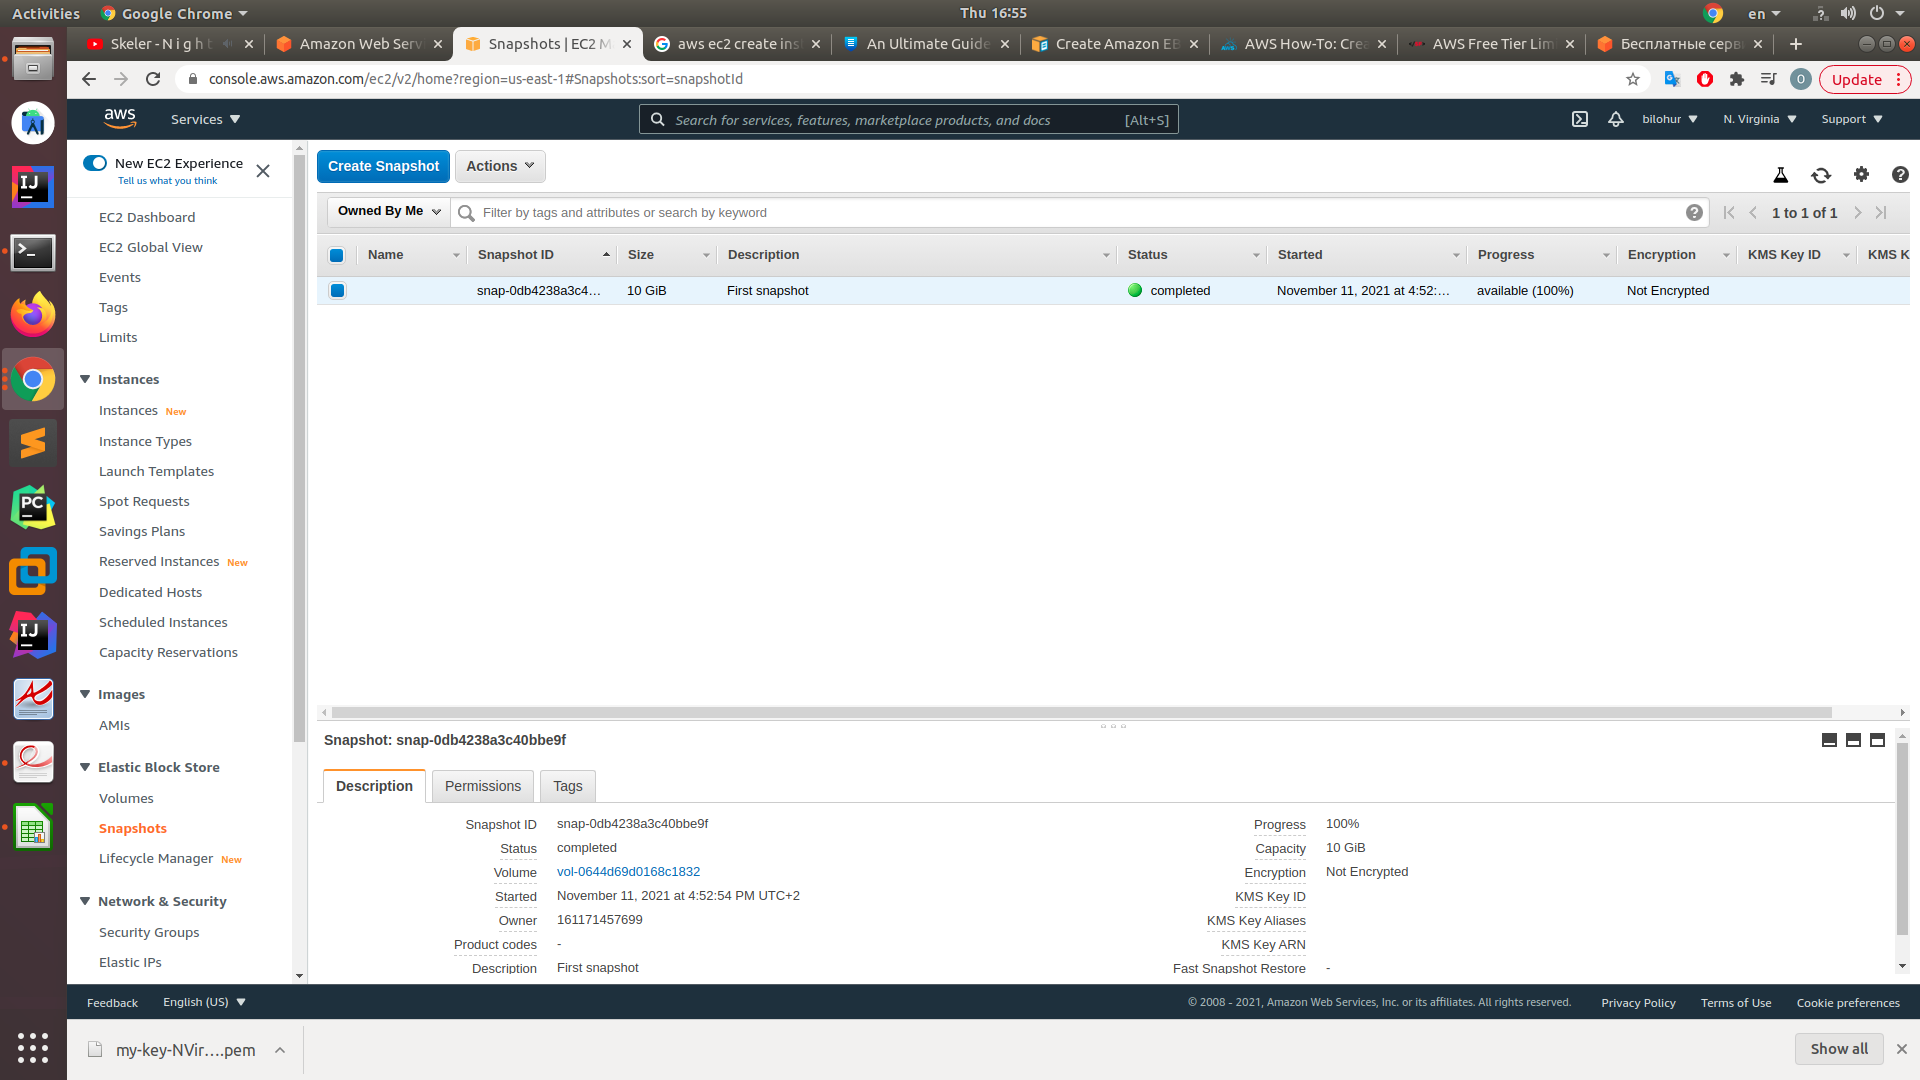 Activities Google Chrome Thu 16:55 en
Skeler - N i g h t Amazon Web Serv Snapshots | EC2 M aws ec2 create ins An Ultimate Guide Create Amazon EB AWS How-To: Crea AWS Free Tier Lim Бесплатные серв
console.aws.amazon.com/ec2/v2/home?region=us-east-1#Snapshots:sort=snapshotId O Update
aws Services Search for services, features, marketplace products, and docs [Alt+S] bilohur N. Virginia Support
New EC2 Experience
Tell us what you think
EC2 Dashboard
EC2 Global View
Events
Tags
Limits
Instances
Instances New
Instance Types
Launch Templates
Spot Requests
Savings Plans
Reserved Instances New
Dedicated Hosts
Scheduled Instances
Capacity Reservations
Images
AMIs
Elastic Block Store
Volumes
Snapshots
Lifecycle Manager New
Network & Security
Security Groups
Elastic IPs
Create Snapshot Actions
Owned By Me Filter by tags and attributes or search by keyword 1 to 1 of 1
Name Snapshot ID Size Description Status Started Progress Encryption KMS Key ID KMS K
snap-0db4238a3c4... 10 GiB First snapshot completed November 11, 2021 at 4:52:... available (100%) Not Encrypted
Snapshot: snap-0db4238a3c40bbe9f
Description Permissions Tags
Snapshot ID snap-0db4238a3c40bbe9f Progress 100%
Status completed Capacity 10 GiB
Volume vol-0644d69d0168c1832 Encryption Not Encrypted
Started November 11, 2021 at 4:52:54 PM UTC+2 KMS Key ID
Owner 161171457699 KMS Key Aliases
Product codes - KMS Key ARN
Description First snapshot Fast Snapshot Restore -
Feedback English (US) © 2008 - 2021, Amazon Web Services, Inc. or its affiliates. All rights reserved. Privacy Policy Terms of Use Cookie preferences
my-key-NVir….pem Show all